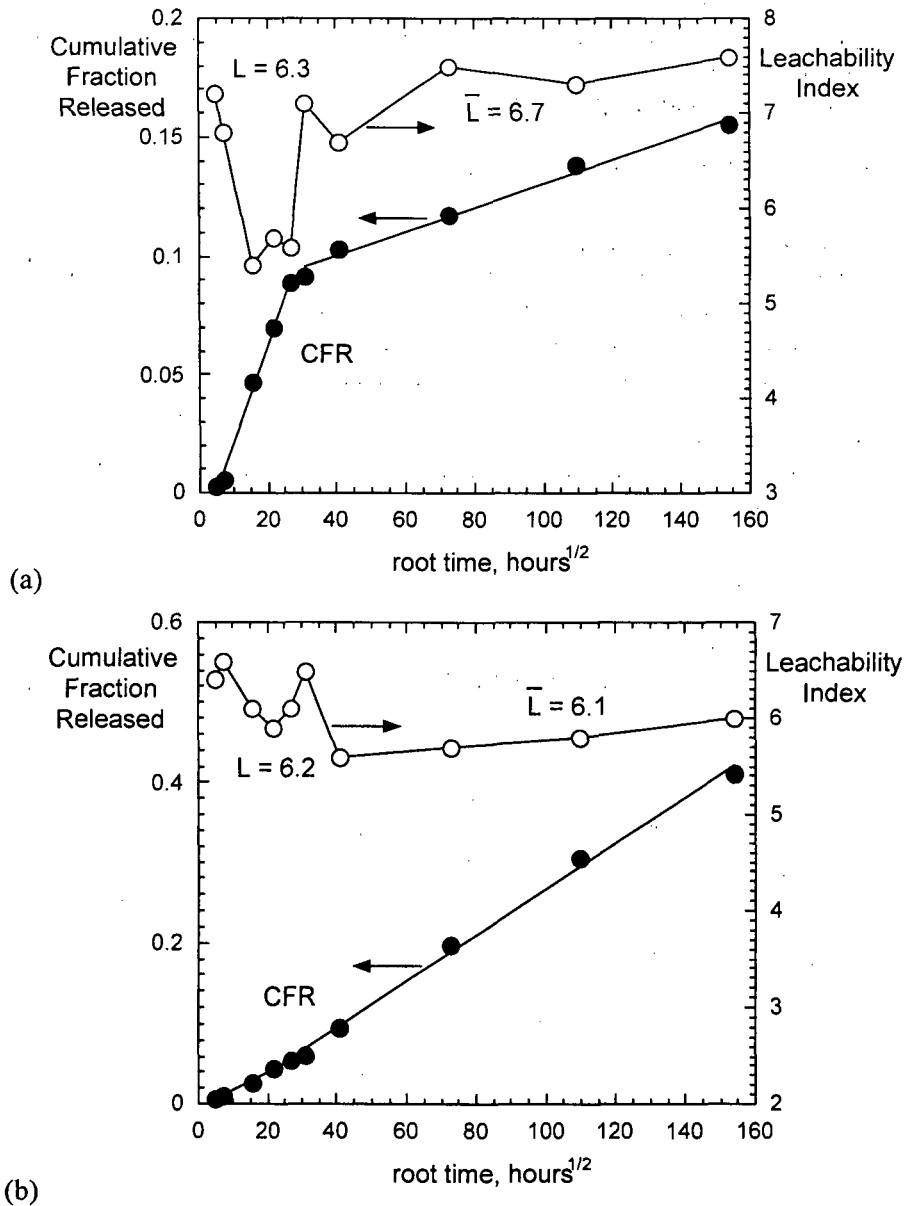 Cumulative
Fraction
Released
0.2
0.15
0.1
0.05
0
L = 6.3
L̅ = 6.7
CFR
8
7
6
5
4
3
Leachability
Index
0 20 40 60 80 100 120 140 160
root time, hours^1/2
(a)
Cumulative
Fraction
Released
0.6
0.4
0.2
0
L = 6.2
L̅ = 6.1
CFR
7
6
5
4
3
2
Leachability
Index
0 20 40 60 80 100 120 140 160
root time, hours^1/2
(b)